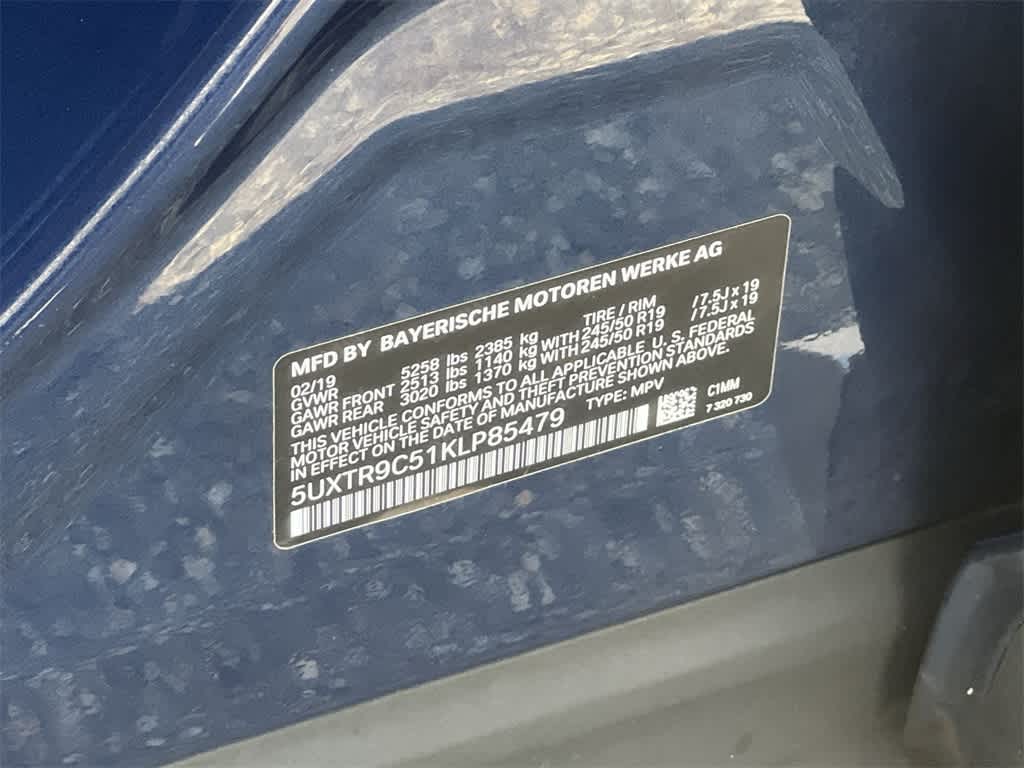 MFD BY BAYERISCHE MOTOREN WERKE AG
02/19 TIRE / RIM
GVWR 5258 lbs 2385 kg
GAWR FRONT 2513 lbs 1140 kg WITH 245/50 R19 /7.5J x 19
GAWR REAR 3020 lbs 1370 kg WITH 245/50 R19 /7.5J x 19
THIS VEHICLE CONFORMS TO ALL APPLICABLE U. S. FEDERAL
MOTOR VEHICLE SAFETY AND THEFT PREVENTION STANDARDS
IN EFFECT ON THE DATE OF MANUFACTURE SHOWN ABOVE.
5UXTR9C51KLP85479 TYPE: MPV C1MM
7 320 730